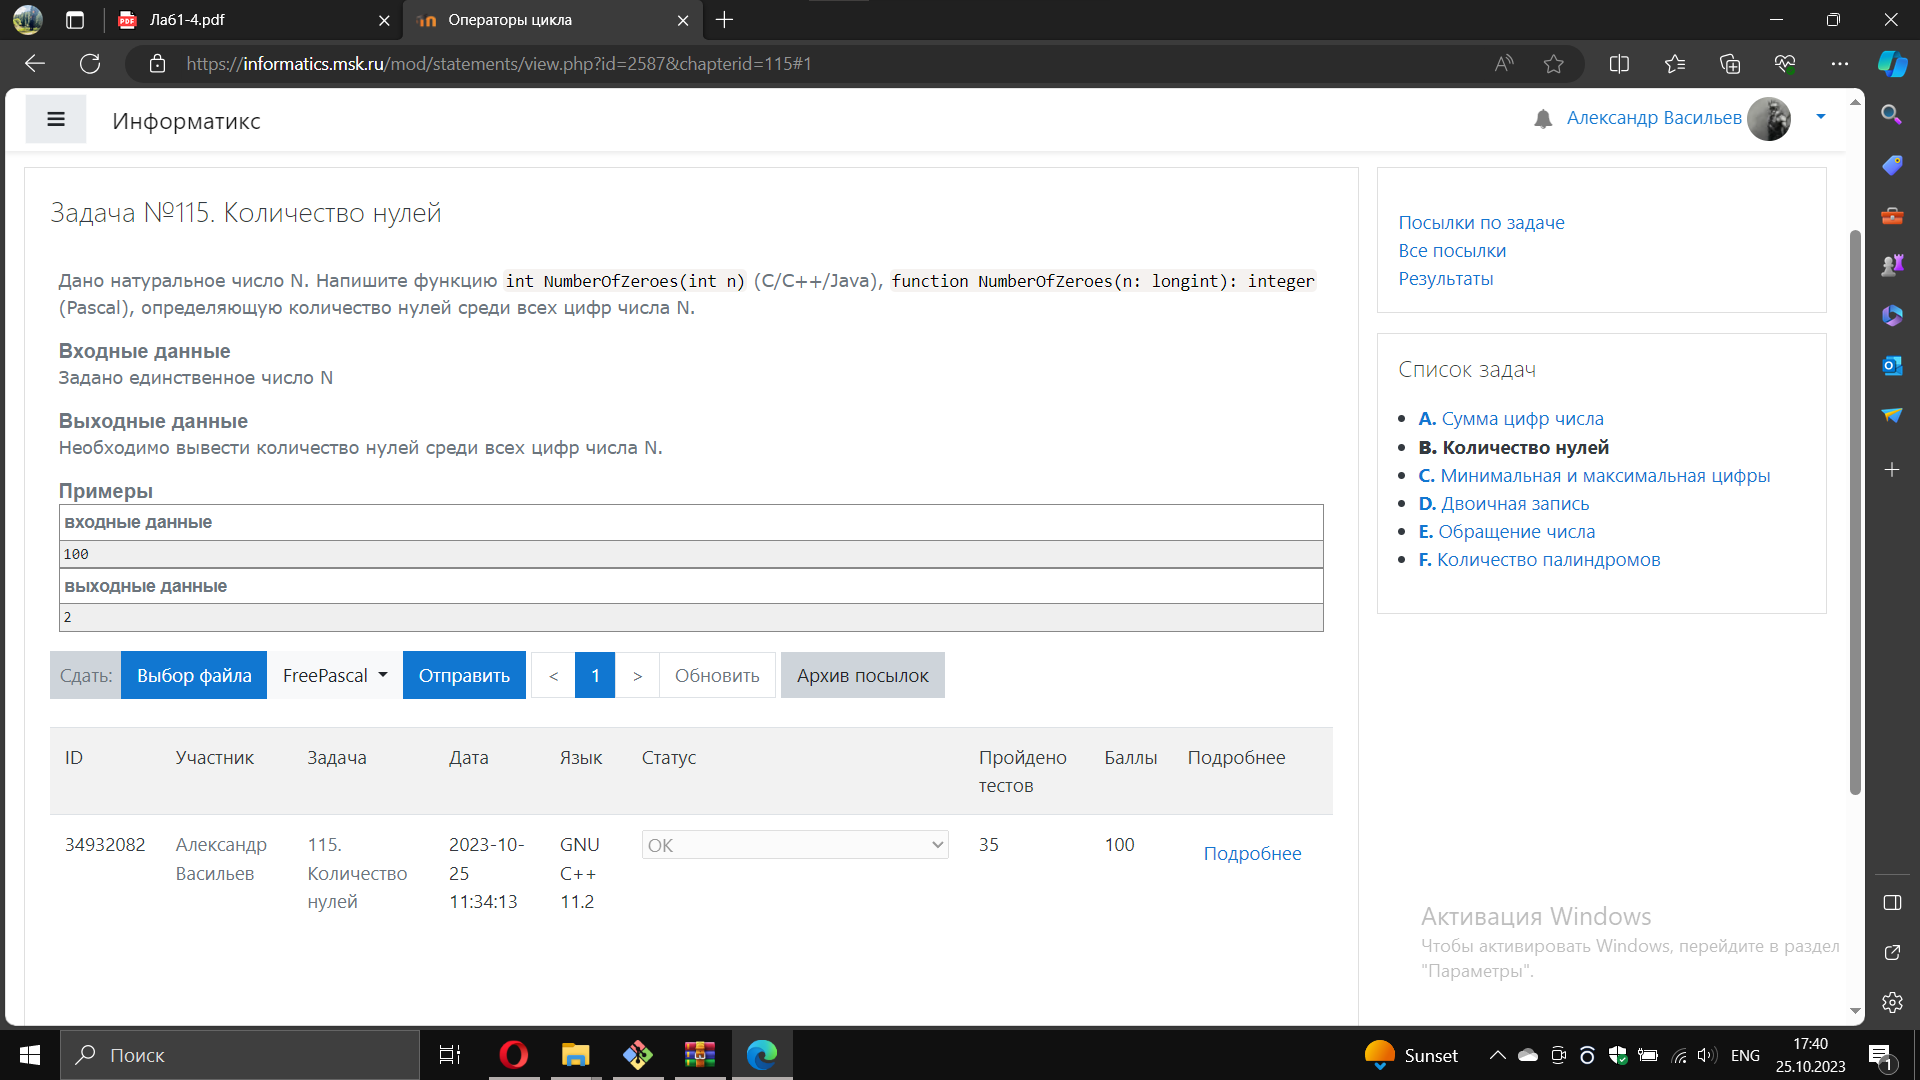 Лаб1-4.pdf
Операторы цикла
https://informatics.msk.ru/mod/statements/view.php?id=2587&chapterid=115#1
Информатикс
Александр Васильев
Задача №115. Количество нулей
Дано натуральное число N. Напишите функцию int NumberOfZeroes(int n) (C/C++/Java), function NumberOfZeroes(n: longint): integer
(Pascal), определяющую количество нулей среди всех цифр числа N.
Входные данные
Задано единственное число N
Выходные данные
Необходимо вывести количество нулей среди всех цифр числа N.
Примеры
входные данные
100
выходные данные
2
Сдать: Выбор файла FreePascal Отправить < 1 > Обновить Архив посылок
ID Участник Задача Дата Язык Статус Пройдено Баллы Подробнее
тестов
34932082 Александр 115. 2023-10- GNU OK 35 100 Подробнее
Васильев Количество 25 C++
нулей 11:34:13 11.2
Посылки по задаче
Все посылки
Результаты
Список задач
A. Сумма цифр числа
B. Количество нулей
C. Минимальная и максимальная цифры
D. Двоичная запись
E. Обращение числа
F. Количество палиндромов
Активация Windows
Чтобы активировать Windows, перейдите в раздел
"Параметры".
Поиск
Sunset
ENG
17:40
25.10.2023
1